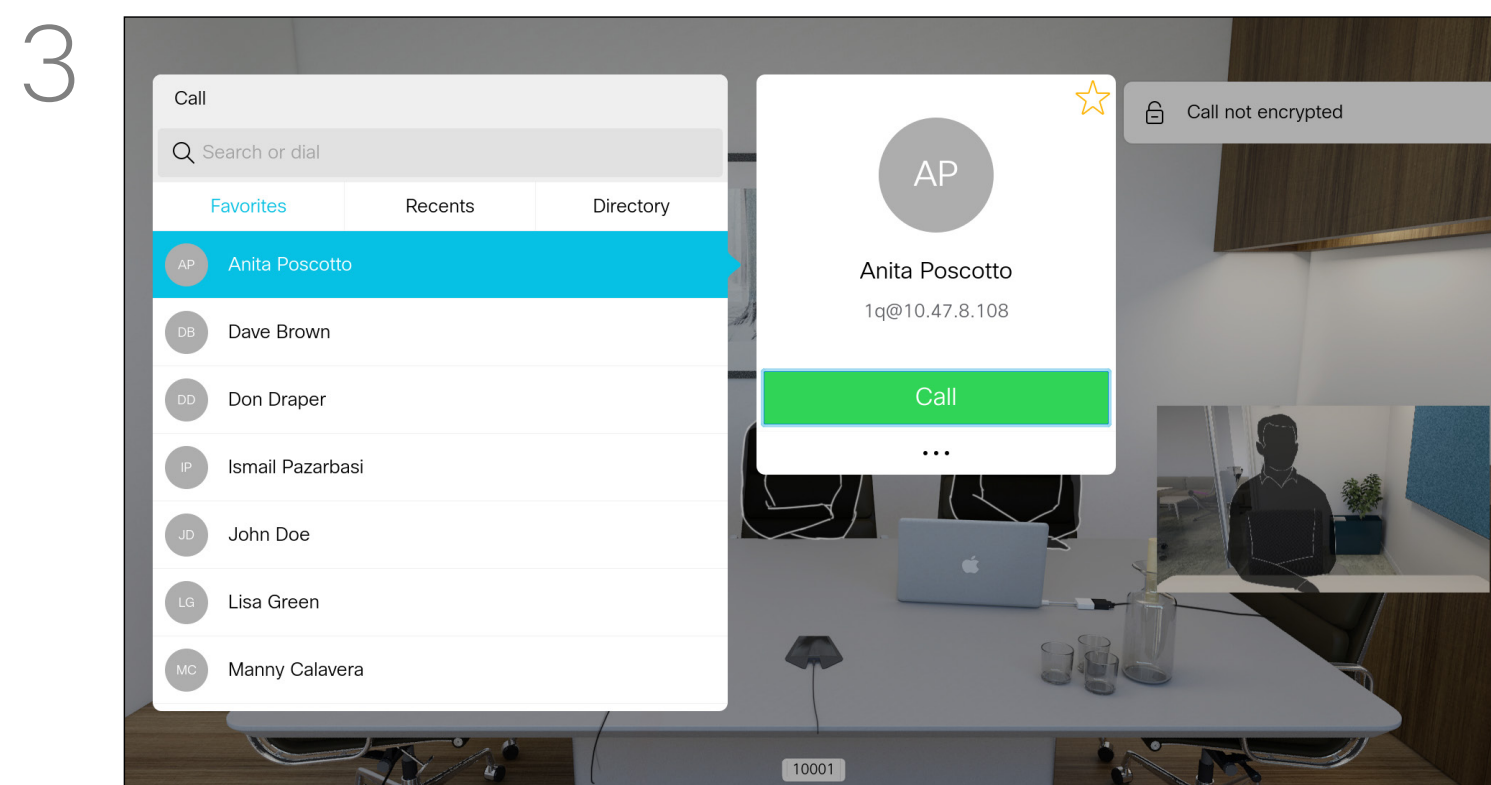 3
Call
Search or dial
Favorites Recents Directory
AP Anita Poscotto
DB Dave Brown
DD Don Draper
IP Ismail Pazarbasi
JD John Doe
LG Lisa Green
MC Manny Calavera
AP
Anita Poscotto
1q@10.47.8.108
Call
...
Call not encrypted
10001